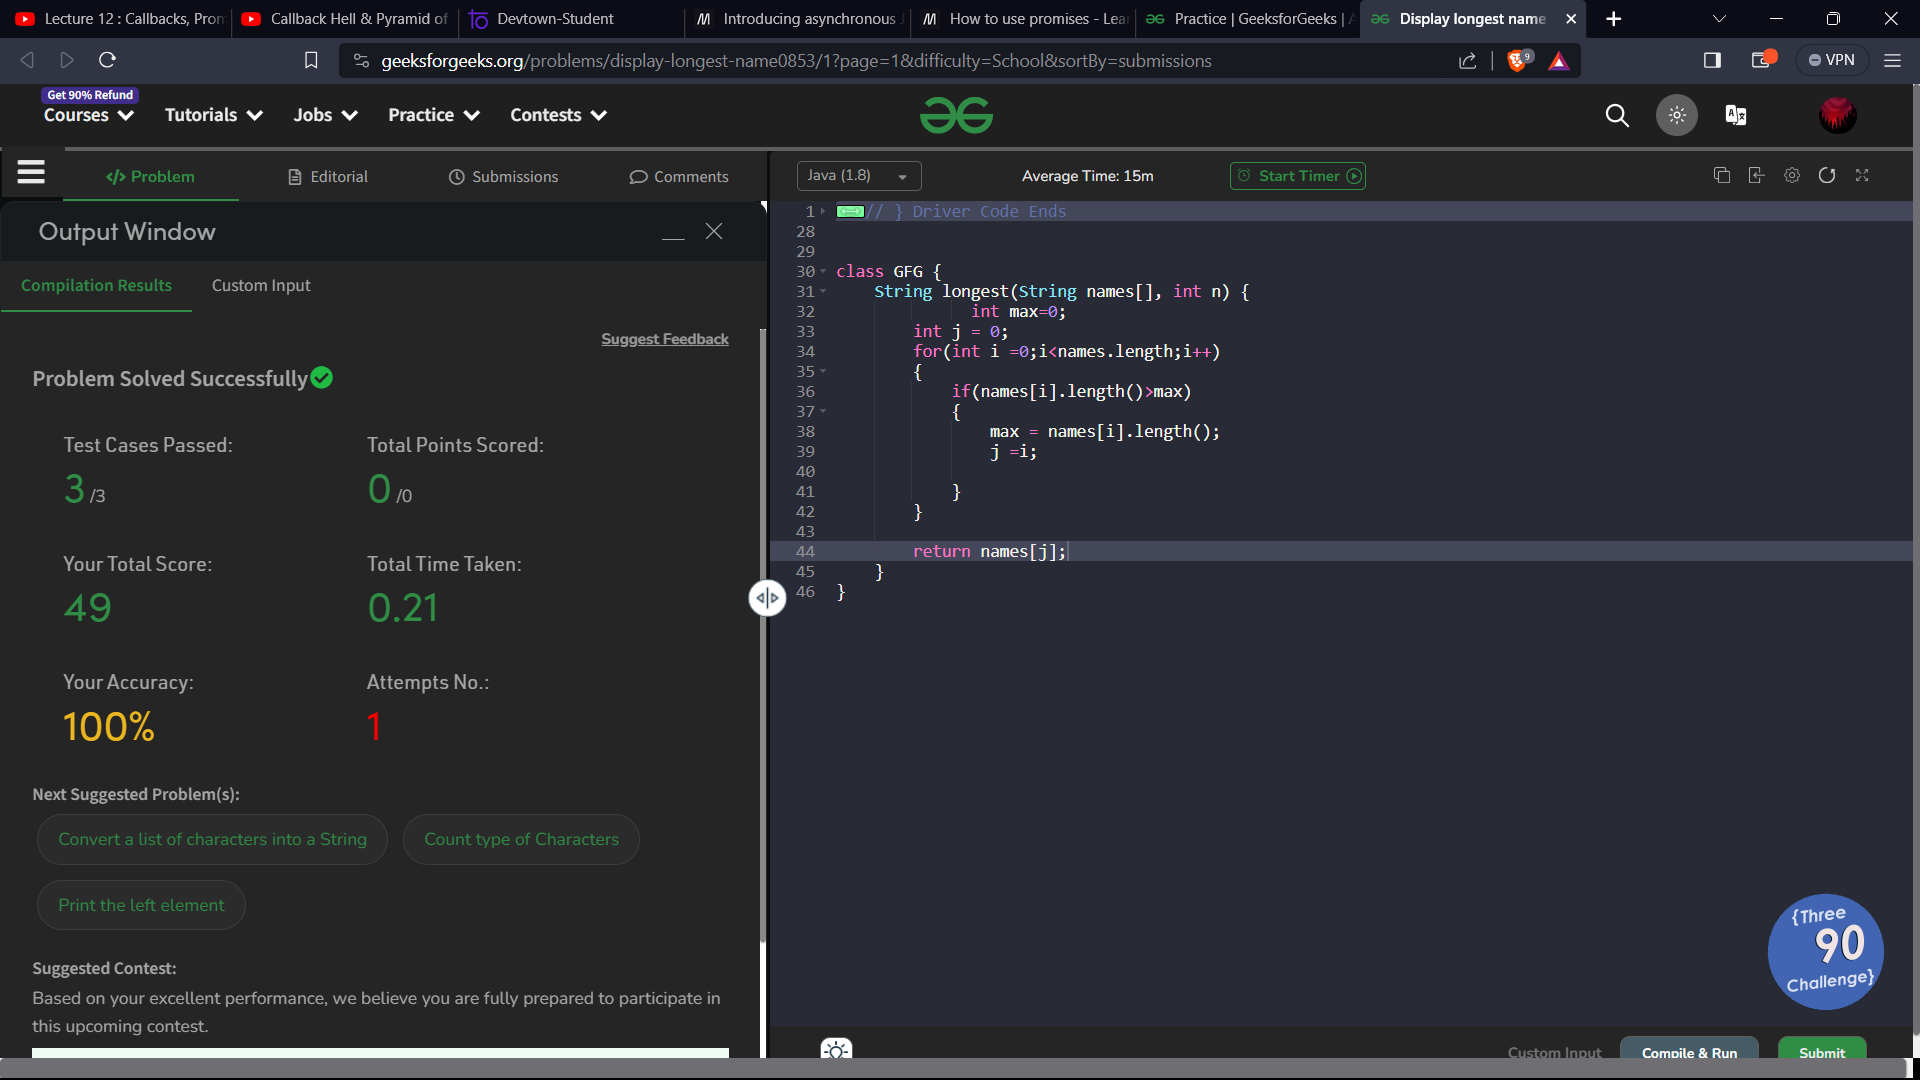 Lecture 12 : Callbacks, Pron
Callback Hell & Pyramid of
Devtown-Student
Introducing asynchronous J
How to use promises - Lea
Practice | GeeksforGeeks | A
Display longest name
geeksforgeeks.org/problems/display-longest-name0853/1?page=1&difficulty=School&sortBy=submissions
9
VPN
Get 90% Refund
Courses
Tutorials
Jobs
Practice
Contests
</> Problem
Editorial
Submissions
Comments
Java (1.8)
Average Time: 15m
Start Timer
Output Window
Compilation Results
Custom Input
Suggest Feedback
Problem Solved Successfully
Test Cases Passed:
3 /3
Total Points Scored:
0 /0
Your Total Score:
49
Total Time Taken:
0.21
Your Accuracy:
100%
Attempts No.:
1
Next Suggested Problem(s):
Convert a list of characters into a String
Count type of Characters
Print the left element
Suggested Contest:
Based on your excellent performance, we believe you are fully prepared to participate in
this upcoming contest.
1 // } Driver Code Ends
28
29
30 class GFG {
31 String longest(String names[], int n) {
32 int max=0;
33 int j = 0;
34 for(int i =0;i<names.length;i++)
35 {
36 if(names[i].length()>max)
37 {
38 max = names[i].length();
39 j =i;
40
41 }
42 }
43
44 return names[j];
45 }
46 }
{Three
90
Challenge}
Custom Input
Compile & Run
Submit